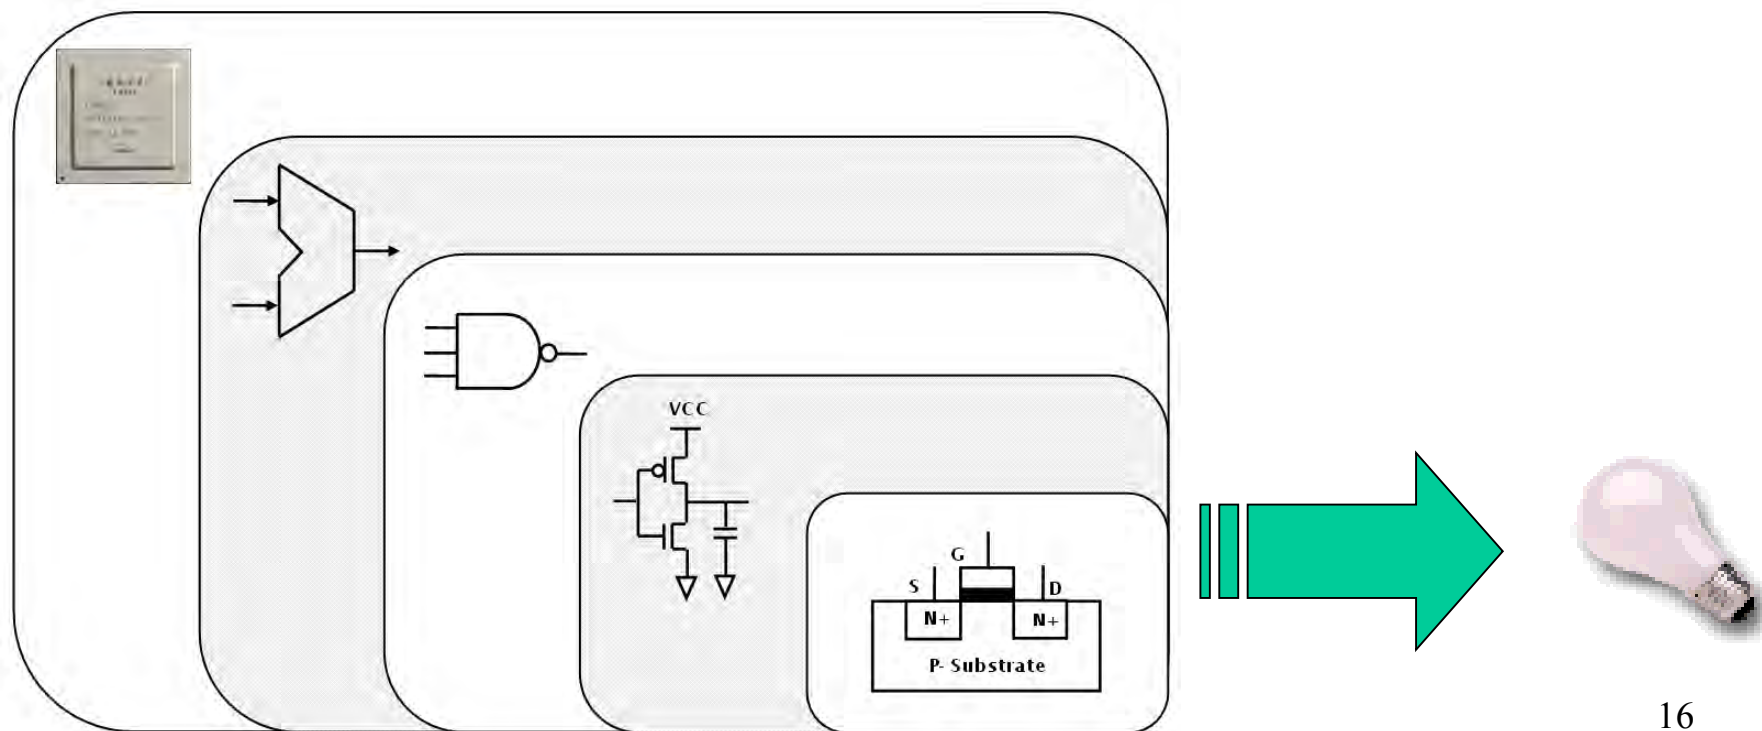 VCC
G
S
D
N+
N+
P- Substrate
16